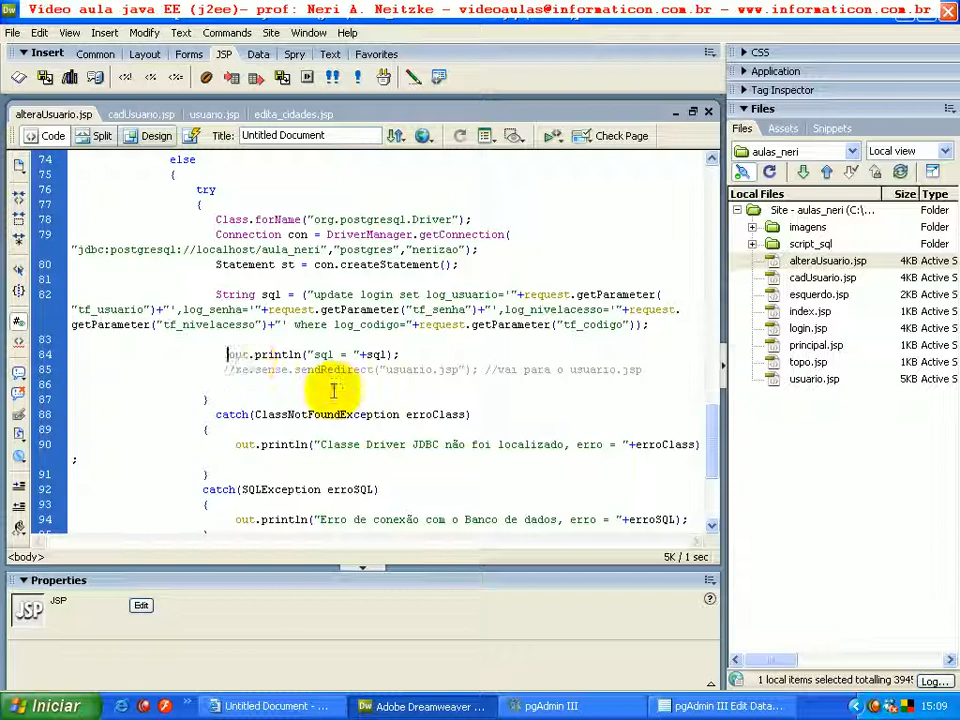 Video aula java EE (j2ee)- prof: Neri A. Neitzke - videoaulas@informaticon.com.br - www.informaticon.com.br
File Edit View Insert Modify Text Commands Site Window Help
Insert Common Layout Forms JSP Data Spry Text Favorites
CSS
Application
Tag Inspector
Files
alteraUsuario.jsp cadUsuario.jsp usuario.jsp edita_cidades.jsp
Code Split Design Title: Untitled Document Check Page
Files Assets Snippets
aulas_neri Local view
Local Files Size Type
Site - aulas_neri (C:\... Folder
imagens Folder
script_sql Folder
alteraUsuario.jsp 4KB Active S
cadUsuario.jsp 4KB Active S
esquerdo.jsp 2KB Active S
index.jsp 4KB Active S
login.jsp 4KB Active S
principal.jsp 4KB Active S
topo.jsp 2KB Active S
usuario.jsp 5KB Active S
74 else
75 {
76 try
77 {
78 Class.forName("org.postgresql.Driver");
79 Connection con = DriverManager.getConnection(
"jdbc:postgresql://localhost/aula_neri","postgres","nerizao");
80 Statement st = con.createStatement();
81
82 String sql = ("update login set log_usuario='"+request.getParameter(
"tf_usuario")+"',log_senha='"+request.getParameter("tf_senha")+"',log_nivelacesso='"+request.
getParameter("tf_nivelacesso")+"' where log_codigo="+request.getParameter("tf_codigo"));
83
84 out.println("sql = "+sql);
85 sendRedirect("usuario.jsp"); //vai para o usuario.jsp
86
87 }
88 catch(ClassNotFoundException erroClass)
89 {
90 out.println("Classe Driver JDBC não foi localizado, erro = "+erroClass)
;
91 }
92 catch(SQLException erroSQL)
93 {
94 out.println("Erro de conexão com o Banco de dados, erro = "+erroSQL);
<body> 5K / 1 sec
Properties
JSP Edit
1 local items selected totalling 394 Log...
Iniciar Untitled Document - ... Adobe Dreamweaver ... pgAdmin III pgAdmin III Edit Data... 15:09